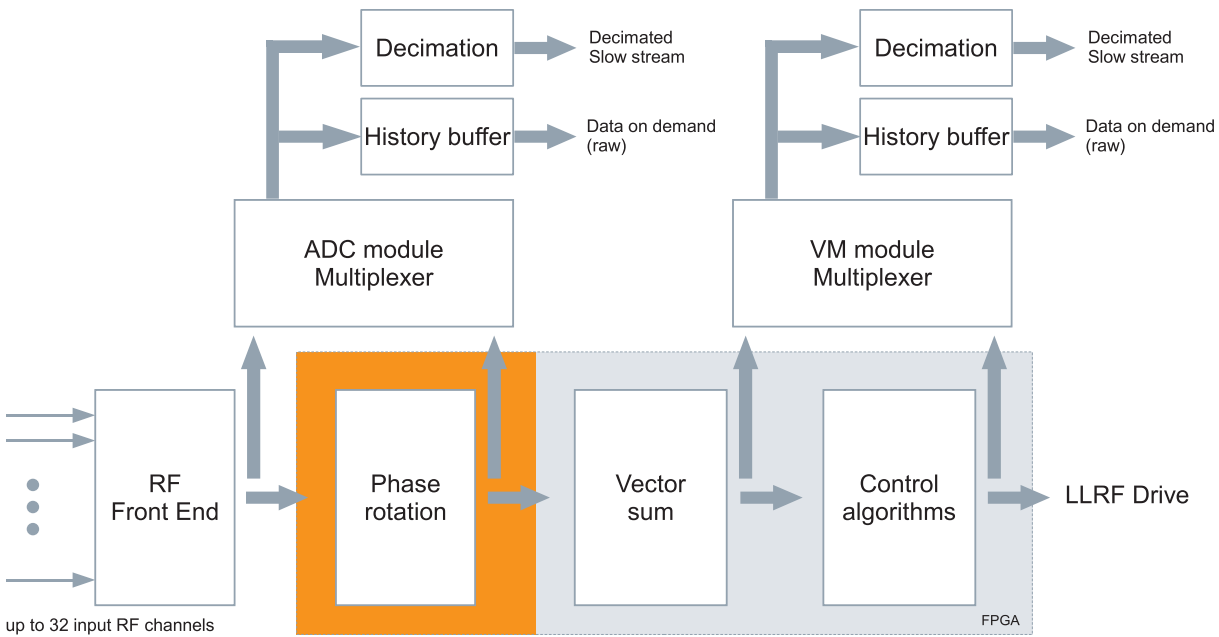 Decimation
Decimated
Slow stream
History buffer
Data on demand
(raw)
ADC module
Multiplexer
Decimation
Decimated
Slow stream
History buffer
Data on demand
(raw)
VM module
Multiplexer
RF
Front End
Phase
rotation
Vector
sum
Control
algorithms
LLRF Drive
FPGA
up to 32 input RF channels